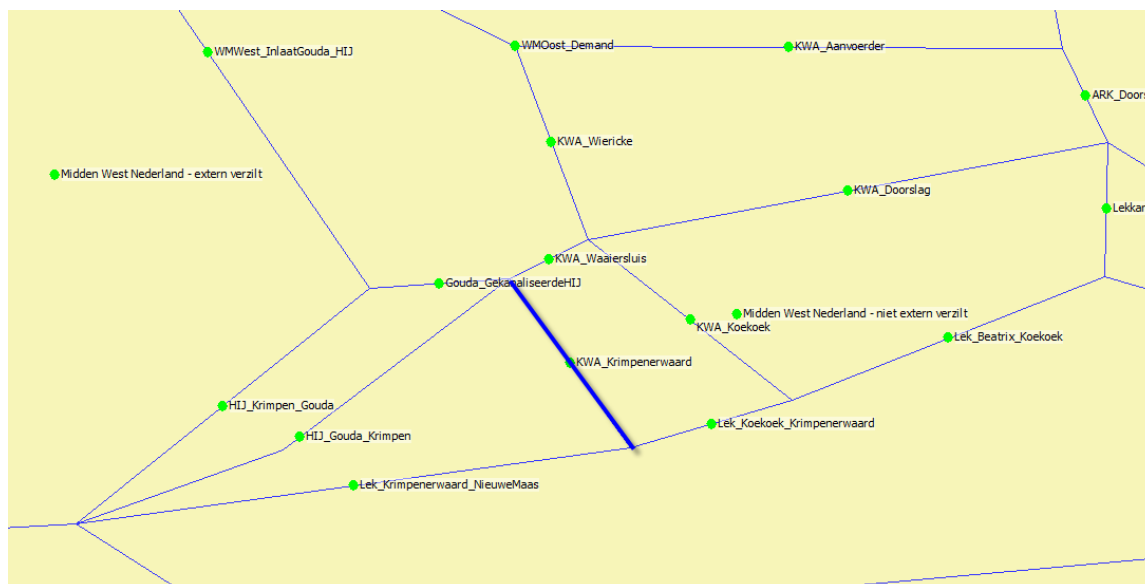 WMWest_InlaatGouda_HIJ
WMOost_Demand
KWA_Aanvoerder
ARK_Doors
KWA_Wiericke
Midden West Nederland - extern verzilt
KWA_Doorslag
Lekkan
KWA_Waaiersluis
Gouda_GekanaliseerdeHIJ
Midden West Nederland - niet extern verzilt
KWA_Koekoek
Lek_Beatrix_Koekoek
KWA_Krimpenerwaard
HIJ_Krimpen_Gouda
Lek_Koekoek_Krimpenerwaard
HIJ_Gouda_Krimpen
Lek_Krimpenerwaard_NieuweMaas